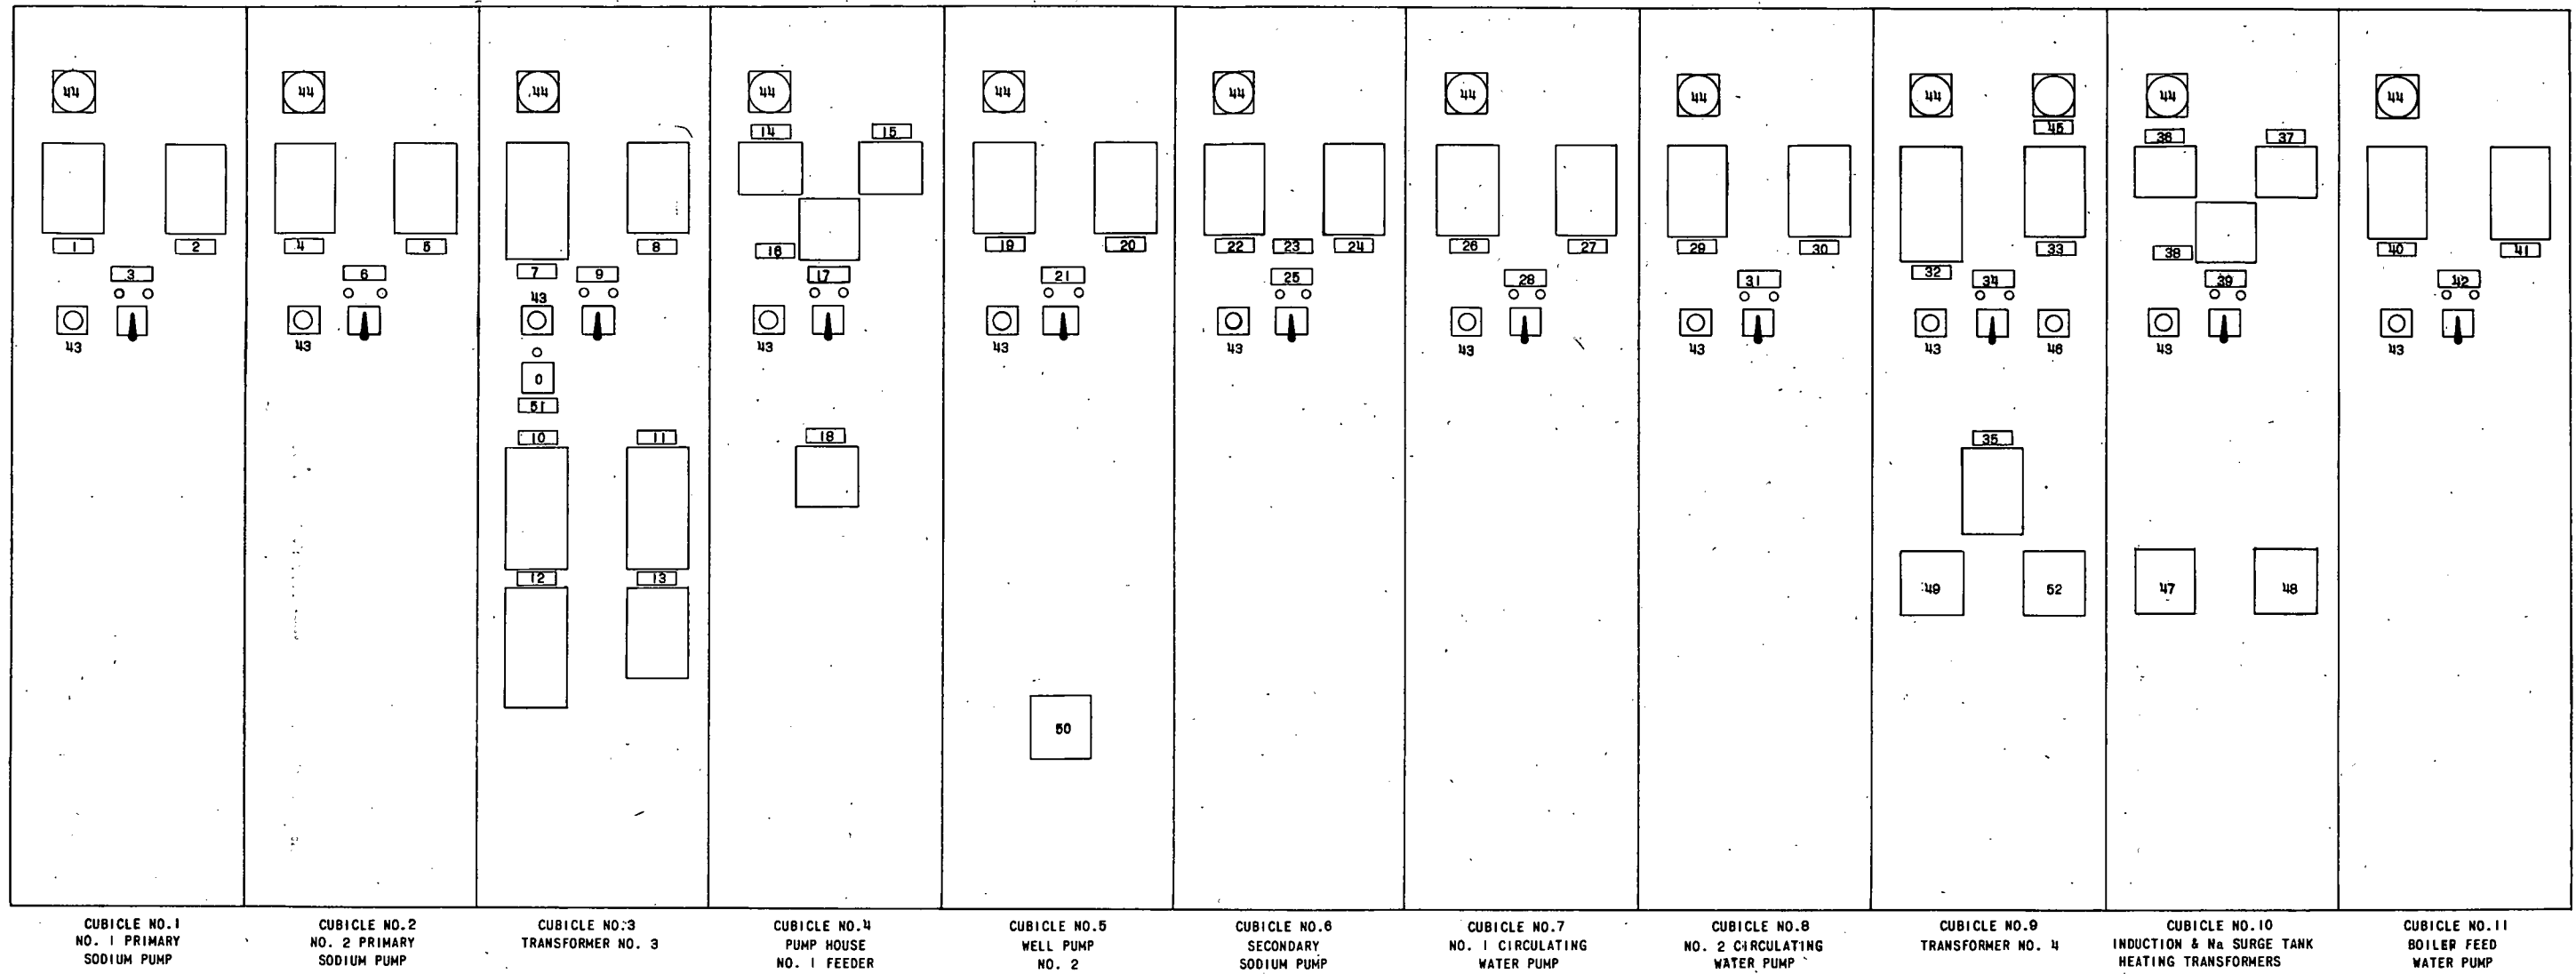 44 44 44 44 44 44 44 44 44 44 44
14 15 45 36 37
1 2 4 5 8 16 19 20 22 23 24 26 27 29 30 33 38 40 41
3 6 7 9 17 21 25 28 31 32 34 39 42
43
43 43 43 43 43 43 43 43 46 43 43
0
51
10 11 18 35
12 13
49 52 47 48
50
CUBICLE NO.1
NO. 1 PRIMARY
SODIUM PUMP
CUBICLE NO.2
NO. 2 PRIMARY
SODIUM PUMP
CUBICLE NO.3
TRANSFORMER NO. 3
CUBICLE NO.4
PUMP HOUSE
NO. 1 FEEDER
CUBICLE NO.5
WELL PUMP
NO. 2
CUBICLE NO.6
SECONDARY
SODIUM PUMP
CUBICLE NO.7
NO. 1 CIRCULATING
WATER PUMP
CUBICLE NO.8
NO. 2 CIRCULATING
WATER PUMP
CUBICLE NO.9
TRANSFORMER NO. 4
CUBICLE NO.10
INDUCTION & Na SURGE TANK
HEATING TRANSFORMERS
CUBICLE NO.11
BOILER FEED
WATER PUMP